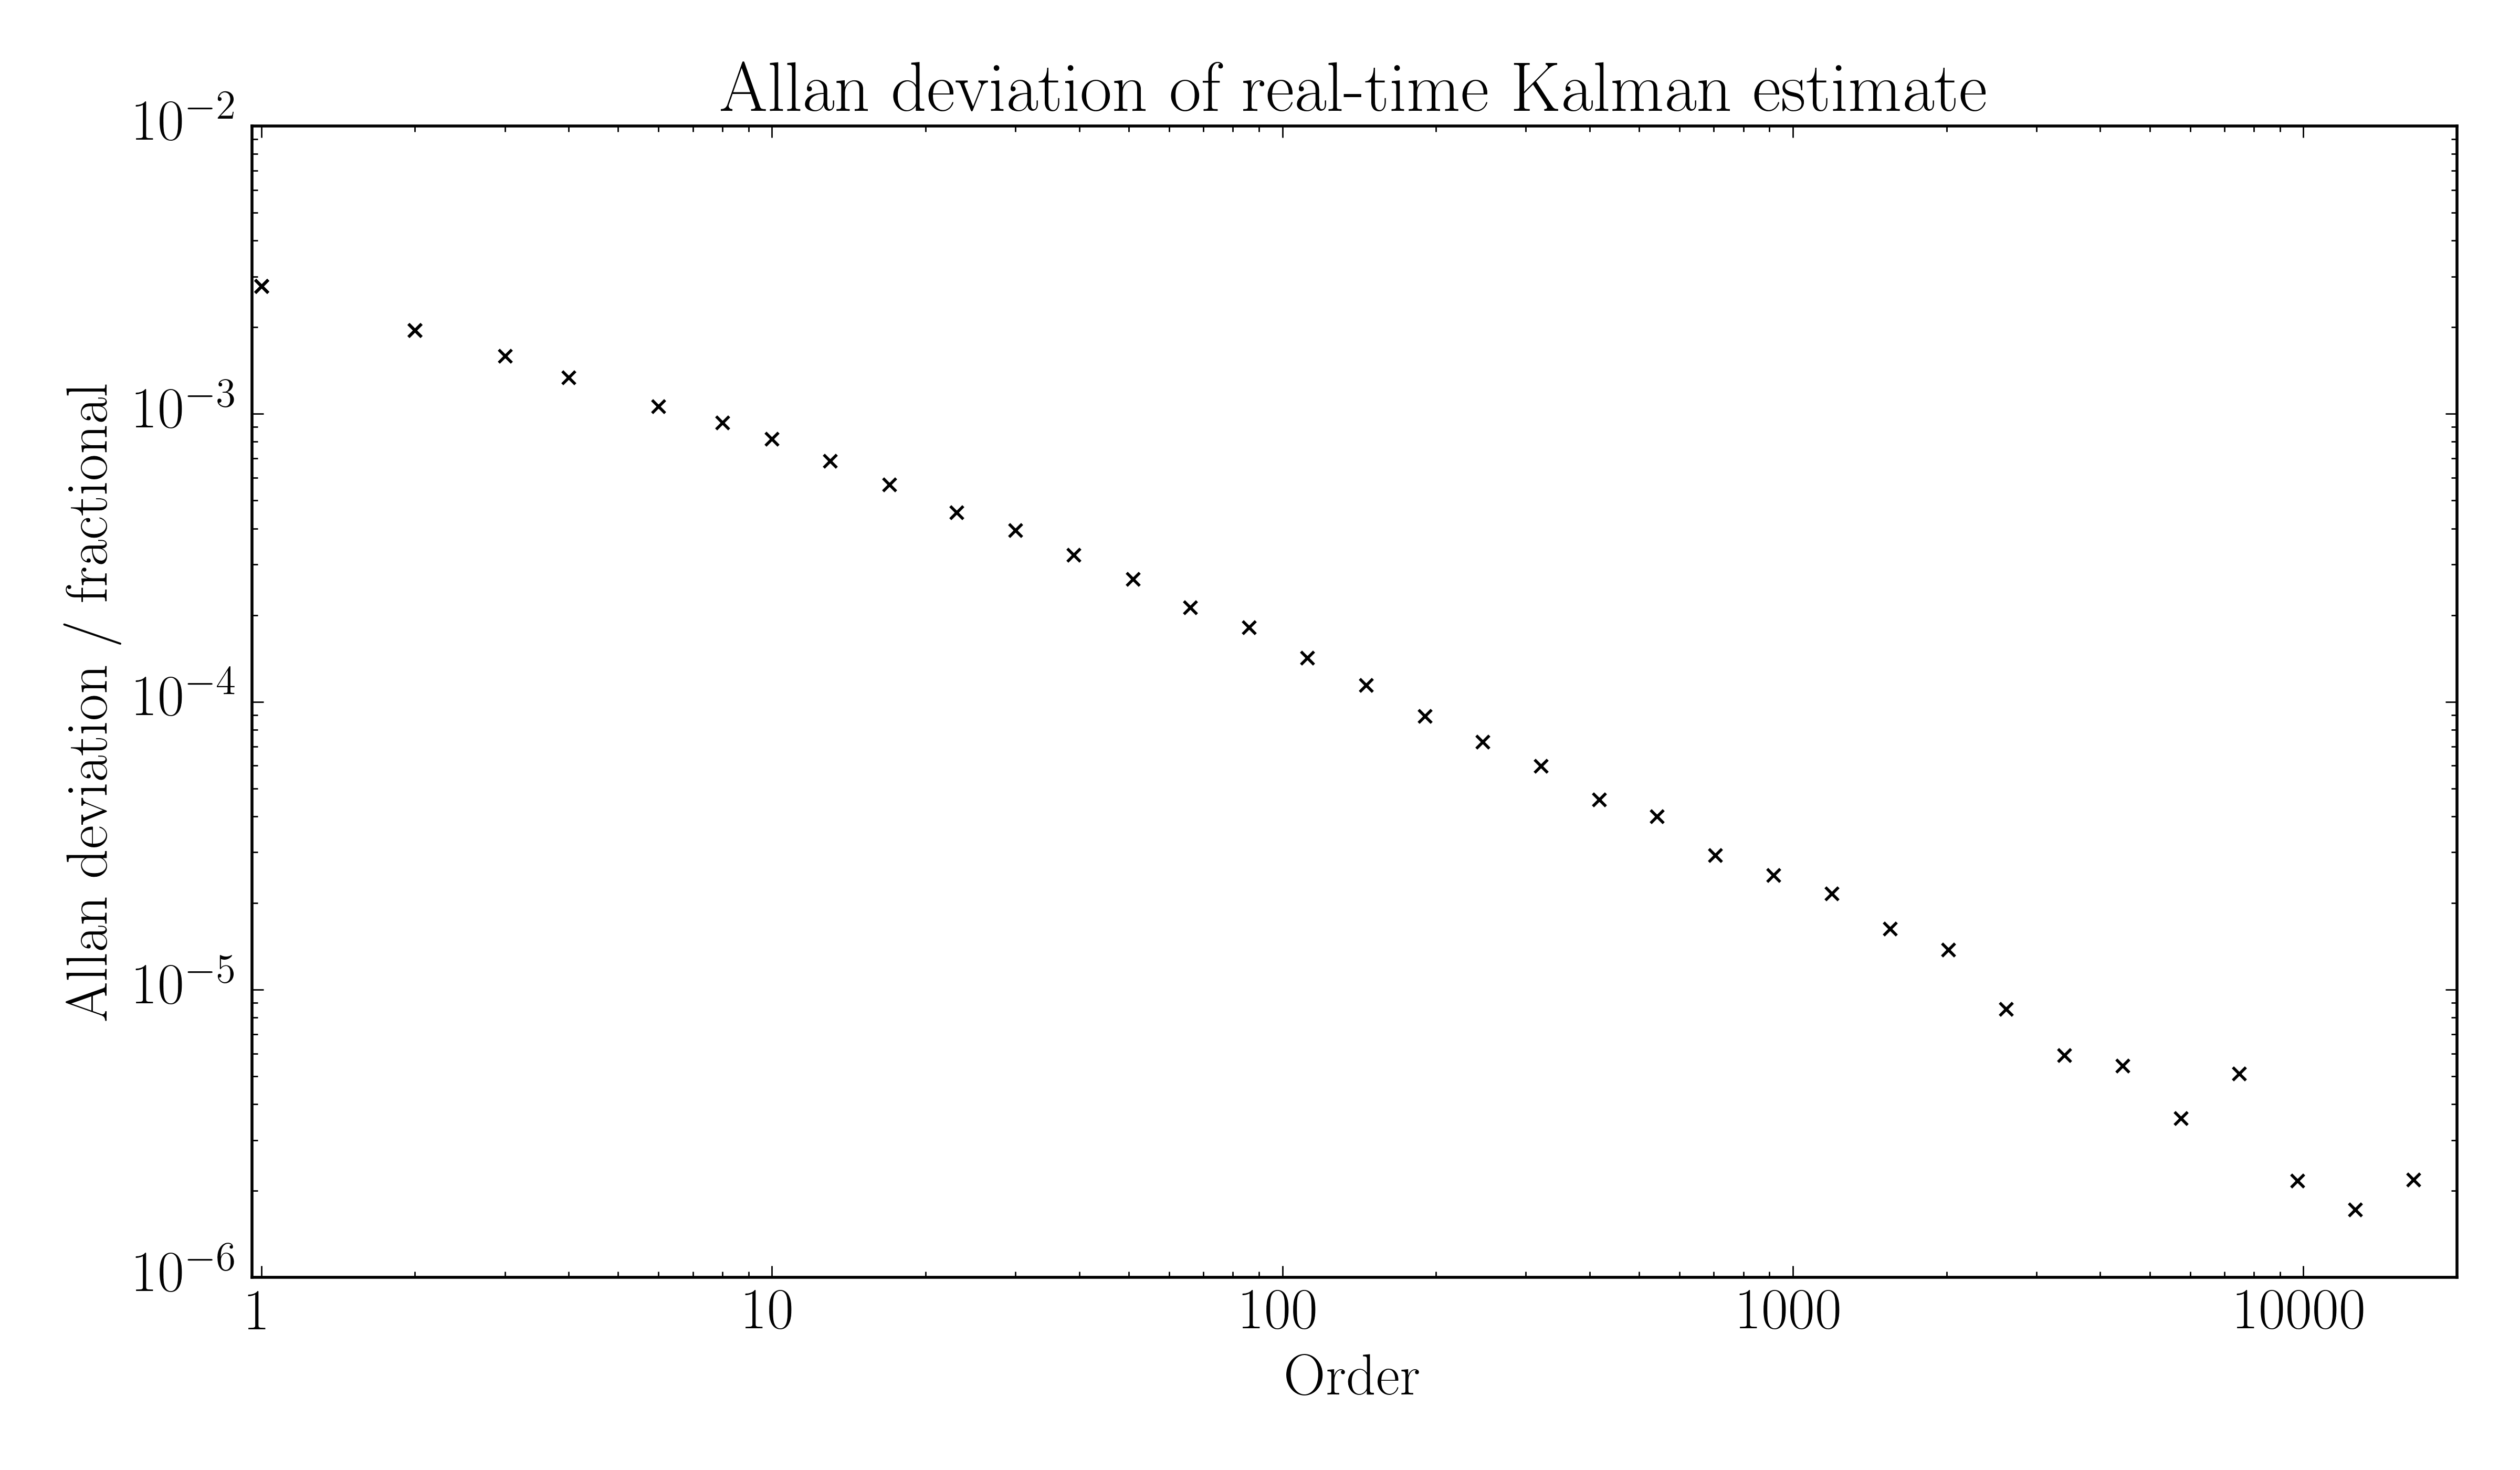 Allan deviation of real-time Kalman estimate
Allan deviation / fractional
10⁻²
10⁻³
10⁻⁴
10⁻⁵
10⁻⁶
1 10 100 1000 10000
Order